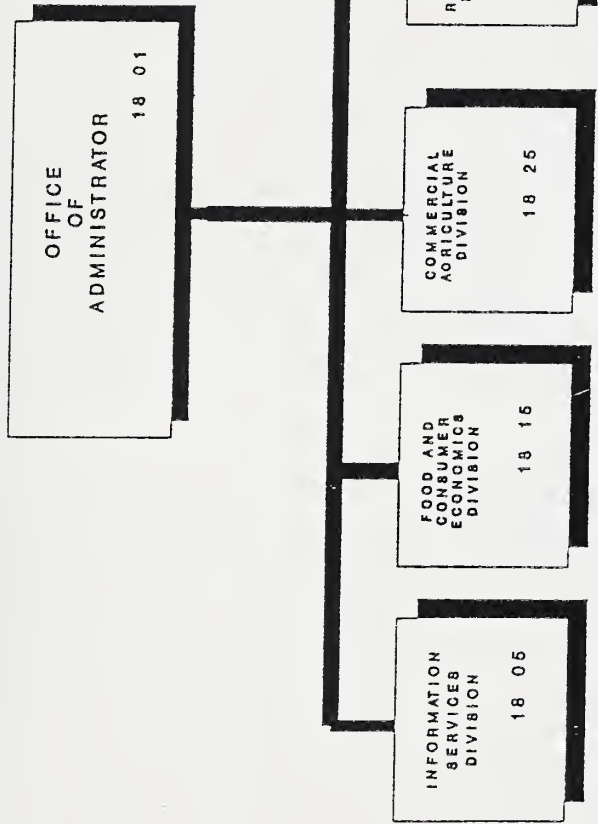 OFFICE
OF
ADMINISTRATOR
18 01
INFORMATION
SERVICES
DIVISION
18 05
FOOD AND
CONSUMER
ECONOMICS
DIVISION
18 15
COMMERCIAL
AGRICULTURE
DIVISION
18 25
R